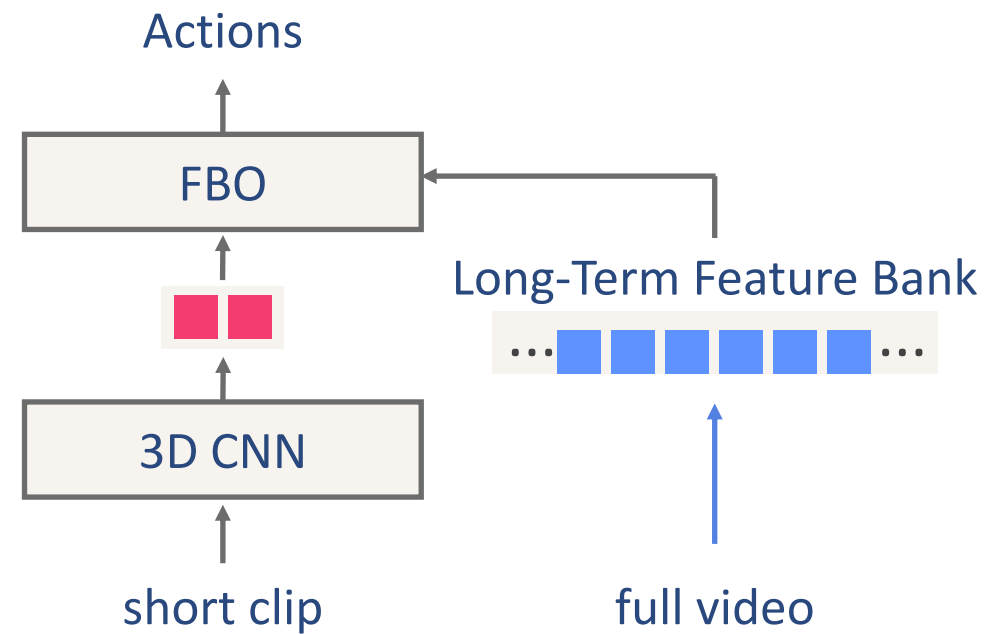 Actions
FBO
Long-Term Feature Bank
... ...
3D CNN
short clip
full video